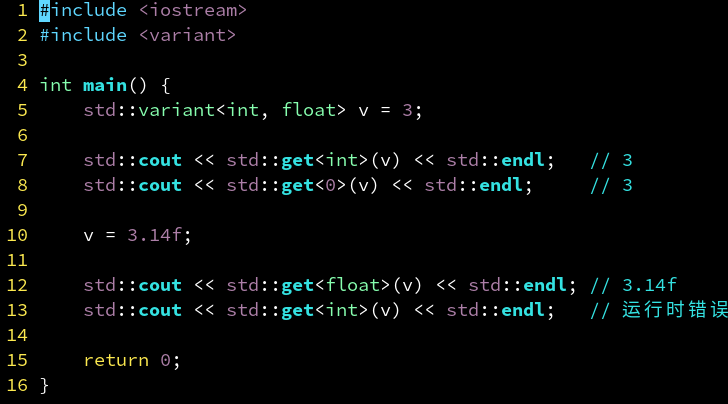 1 #include <iostream>
2 #include <variant>
3
4 int main() {
5     std::variant<int, float> v = 3;
6
7     std::cout << std::get<int>(v) << std::endl;   // 3
8     std::cout << std::get<0>(v) << std::endl;     // 3
9
10     v = 3.14f;
11
12     std::cout << std::get<float>(v) << std::endl; // 3.14f
13     std::cout << std::get<int>(v) << std::endl;   // 运行时错误
14
15     return 0;
16 }